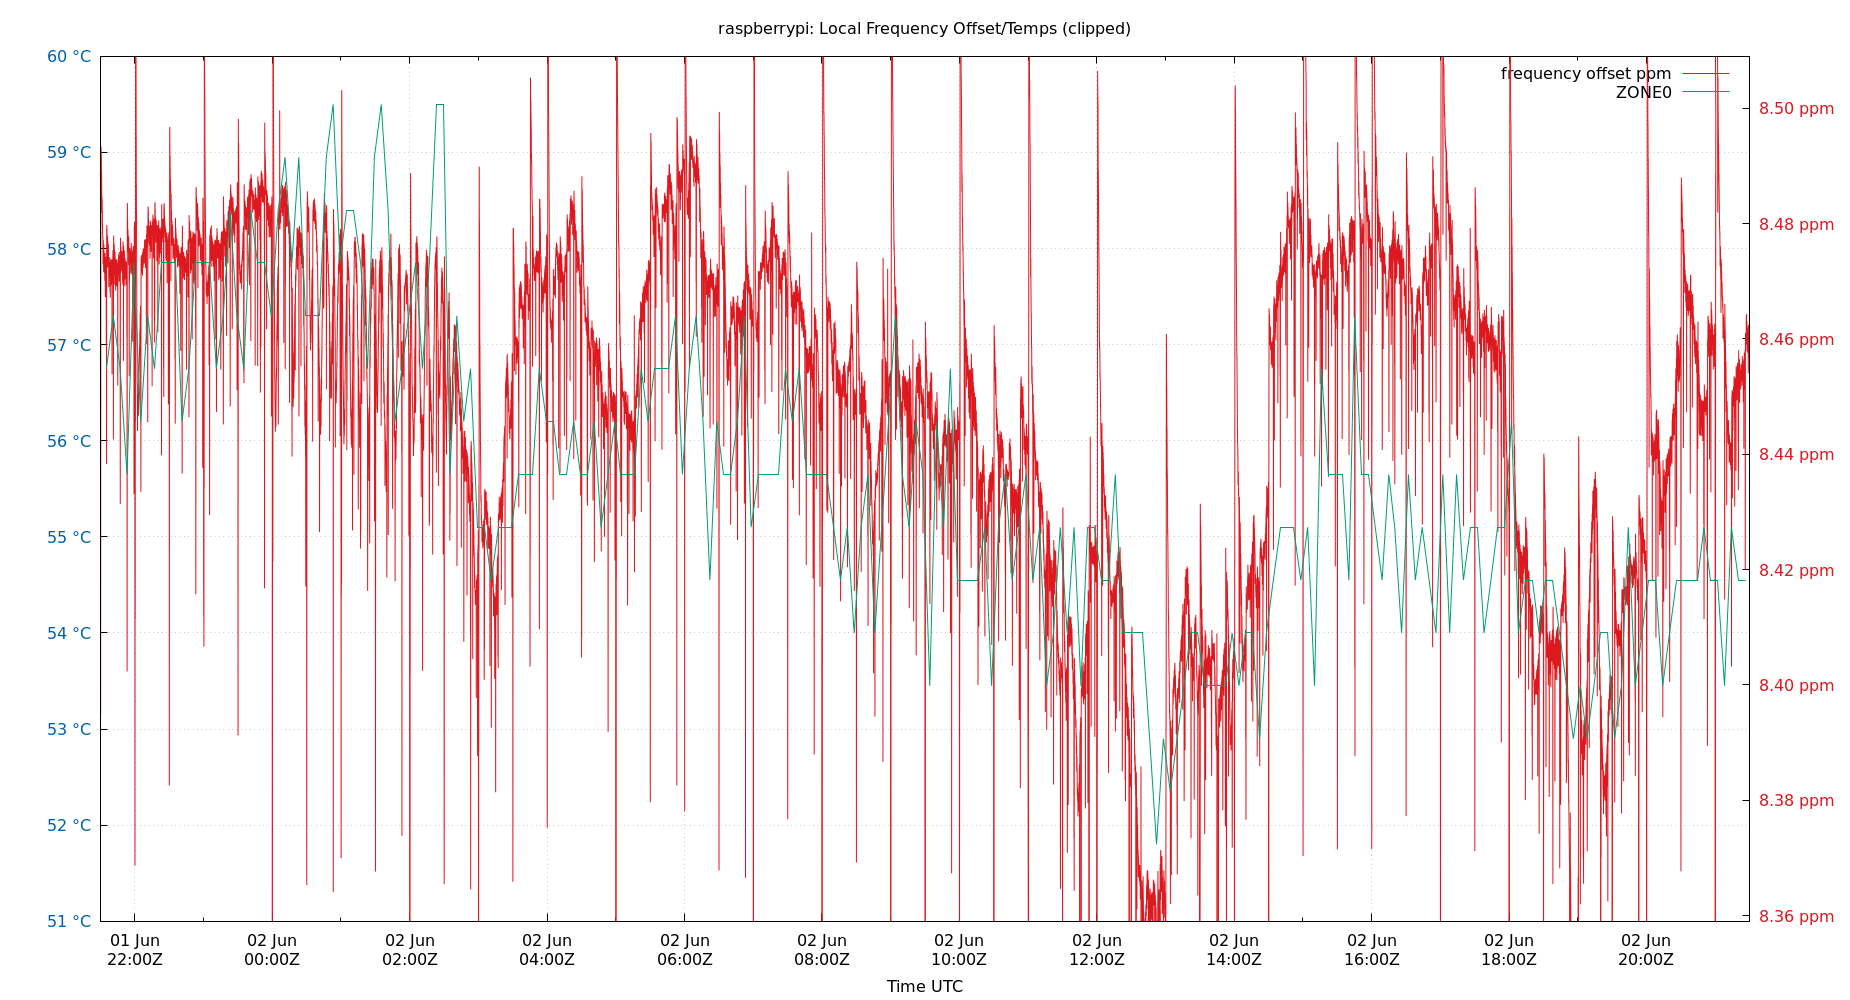 raspberrypi: Local Frequency Offset/Temps (clipped)
60 °C
59 °C
58 °C
57 °C
56 °C
55 °C
54 °C
53 °C
52 °C
51 °C
frequency offset ppm
ZONE0
8.50 ppm
8.48 ppm
8.46 ppm
8.44 ppm
8.42 ppm
8.40 ppm
8.38 ppm
8.36 ppm
01 Jun
22:00Z
02 Jun
00:00Z
02 Jun
02:00Z
02 Jun
04:00Z
02 Jun
06:00Z
02 Jun
08:00Z
02 Jun
10:00Z
02 Jun
12:00Z
02 Jun
14:00Z
02 Jun
16:00Z
02 Jun
18:00Z
02 Jun
20:00Z
Time UTC